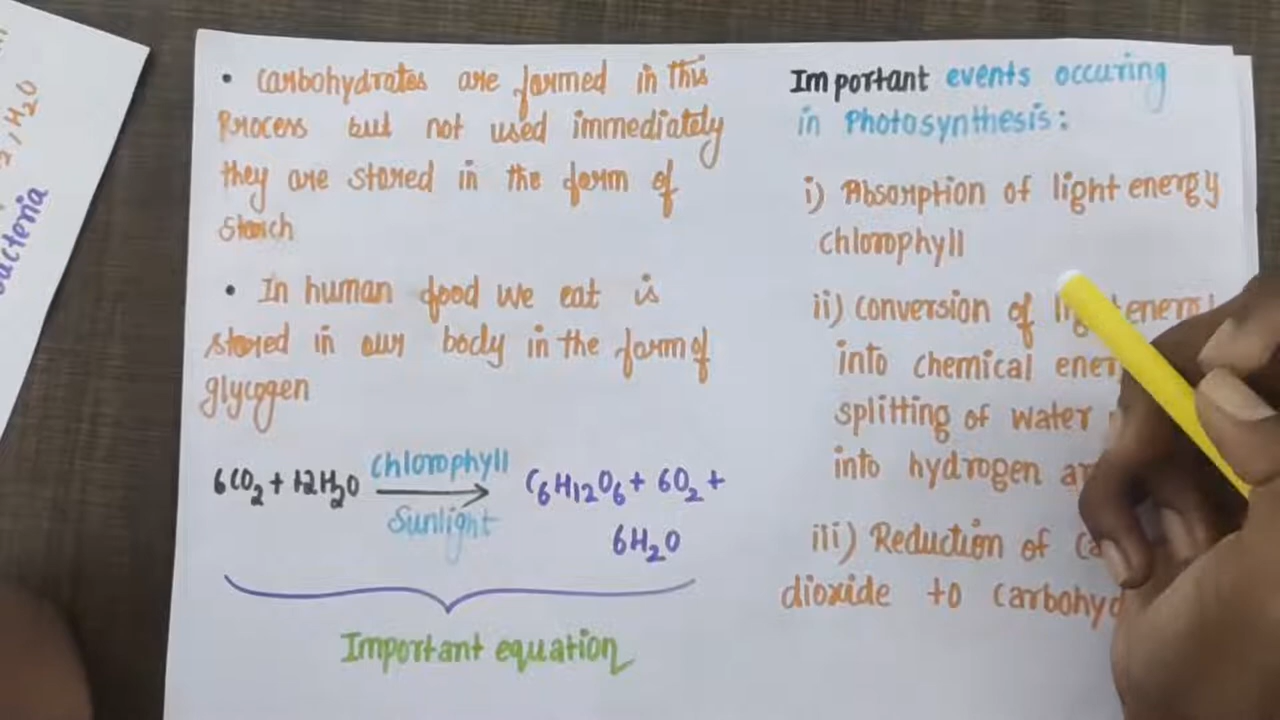 2, H2O
bacteria
• Carbohydrates are formed in this
Process but not used immediately
they are stored in the form of
Starch
• In human food we eat is
stored in our body in the form of
glycogen
6CO2 + 12H2O Chlorophyll Sunlight → C6H12O6 + 6O2 +
6H2O
Important equation
Important events occuring
in Photosynthesis:
i) Absorption of light energy
chlorophyll
ii) Conversion of
into chemical
splitting of water
into hydrogen
iii) Reduction of
dioxide to